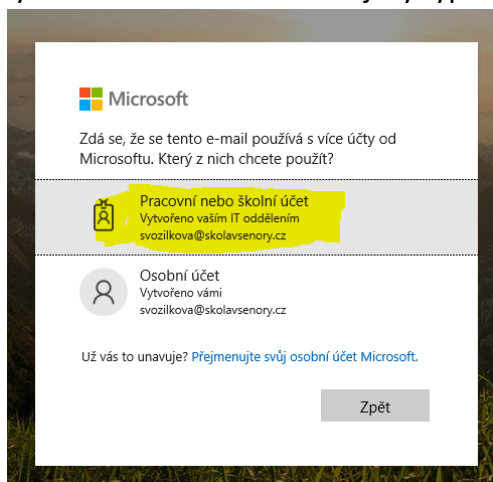 Microsoft
Zdá se, že se tento e-mail používá s více účty od
Microsoftu. Který z nich chcete použít?
Pracovní nebo školní účet
Vytvořeno vaším IT oddělením
svozilkova@skolavsenory.cz
Osobní účet
Vytvořeno vámi
svozilkova@skolavsenory.cz
Už vás to unavuje? Přejmenujte svůj osobní účet Microsoft.
Zpět